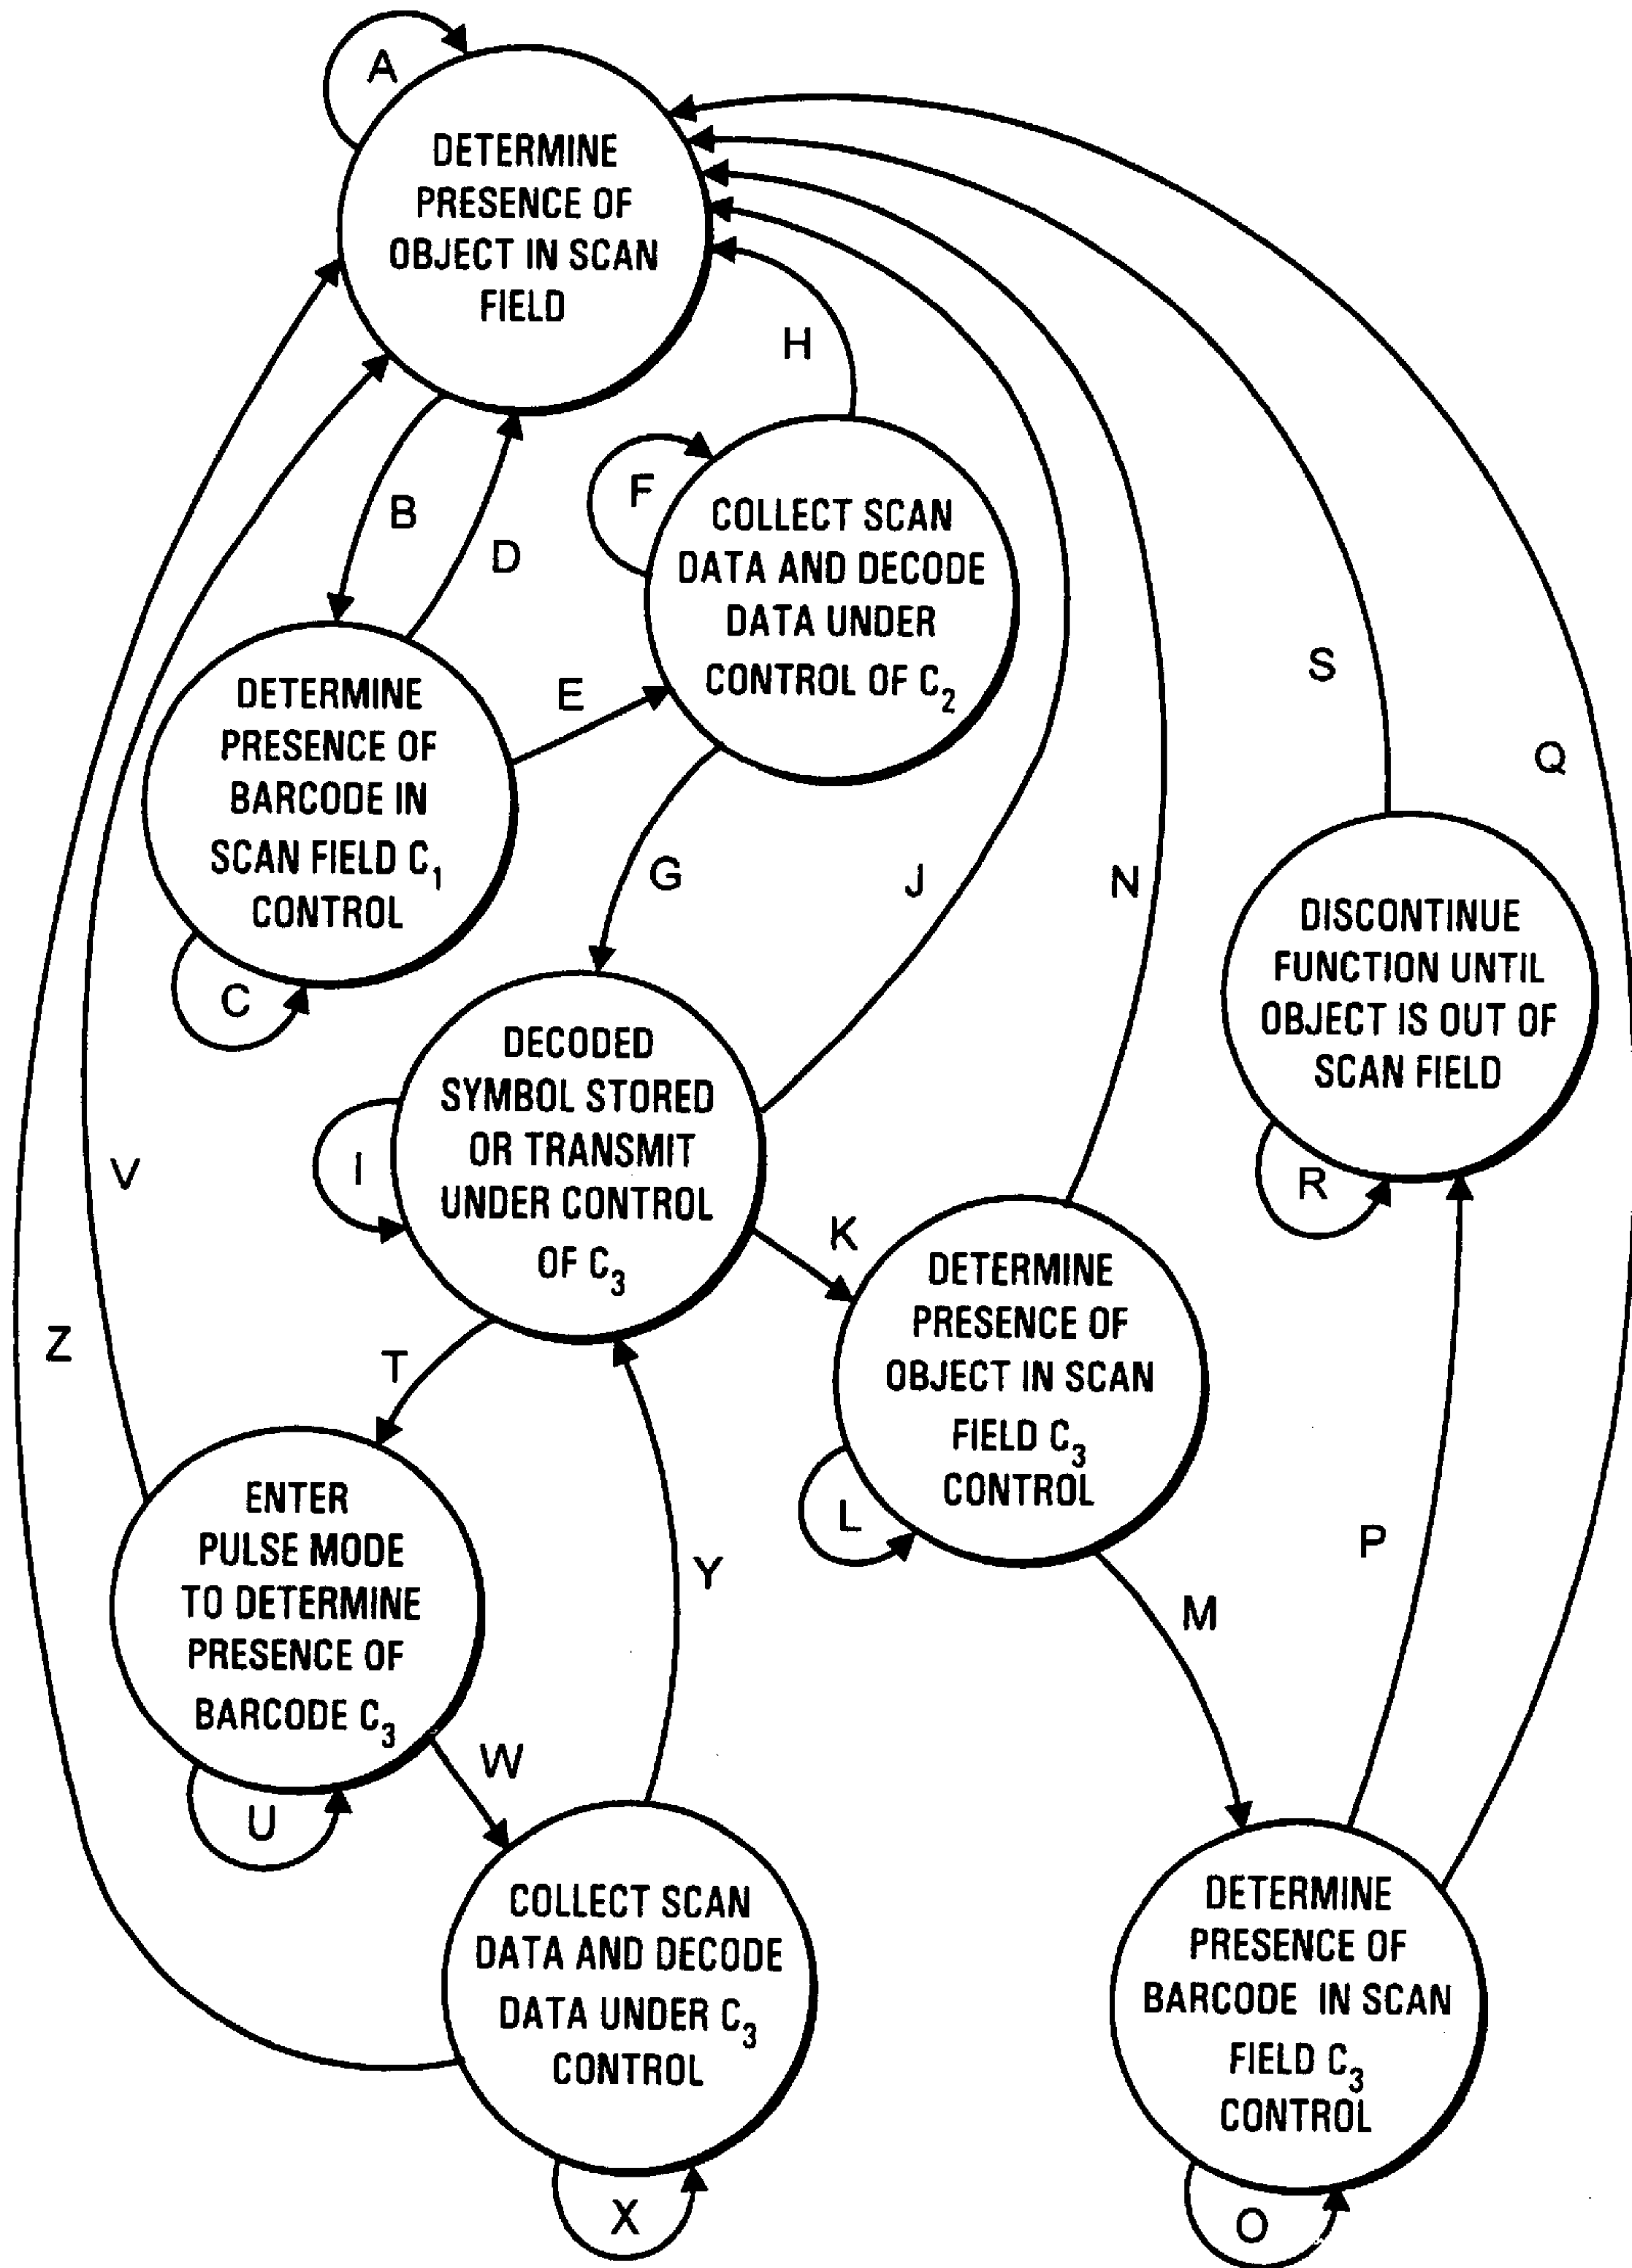 A
DETERMINE
PRESENCE OF
OBJECT IN SCAN
FIELD
H
B
D
F
COLLECT SCAN
DATA AND DECODE
DATA UNDER
CONTROL OF C₂
E
DETERMINE
PRESENCE OF
BARCODE IN
SCAN FIELD C₁
CONTROL
C
G
J
N
S
Q
DISCONTINUE
FUNCTION UNTIL
OBJECT IS OUT OF
SCAN FIELD
R
DECODED
SYMBOL STORED
OR TRANSMIT
UNDER CONTROL
OF C₃
I
V
Z
K
T
DETERMINE
PRESENCE OF
OBJECT IN SCAN
FIELD C₃
CONTROL
L
M
P
Y
ENTER
PULSE MODE
TO DETERMINE
PRESENCE OF
BARCODE C₃
U
W
COLLECT SCAN
DATA AND DECODE
DATA UNDER C₃
CONTROL
X
DETERMINE
PRESENCE OF
BARCODE IN SCAN
FIELD C₃
CONTROL
O